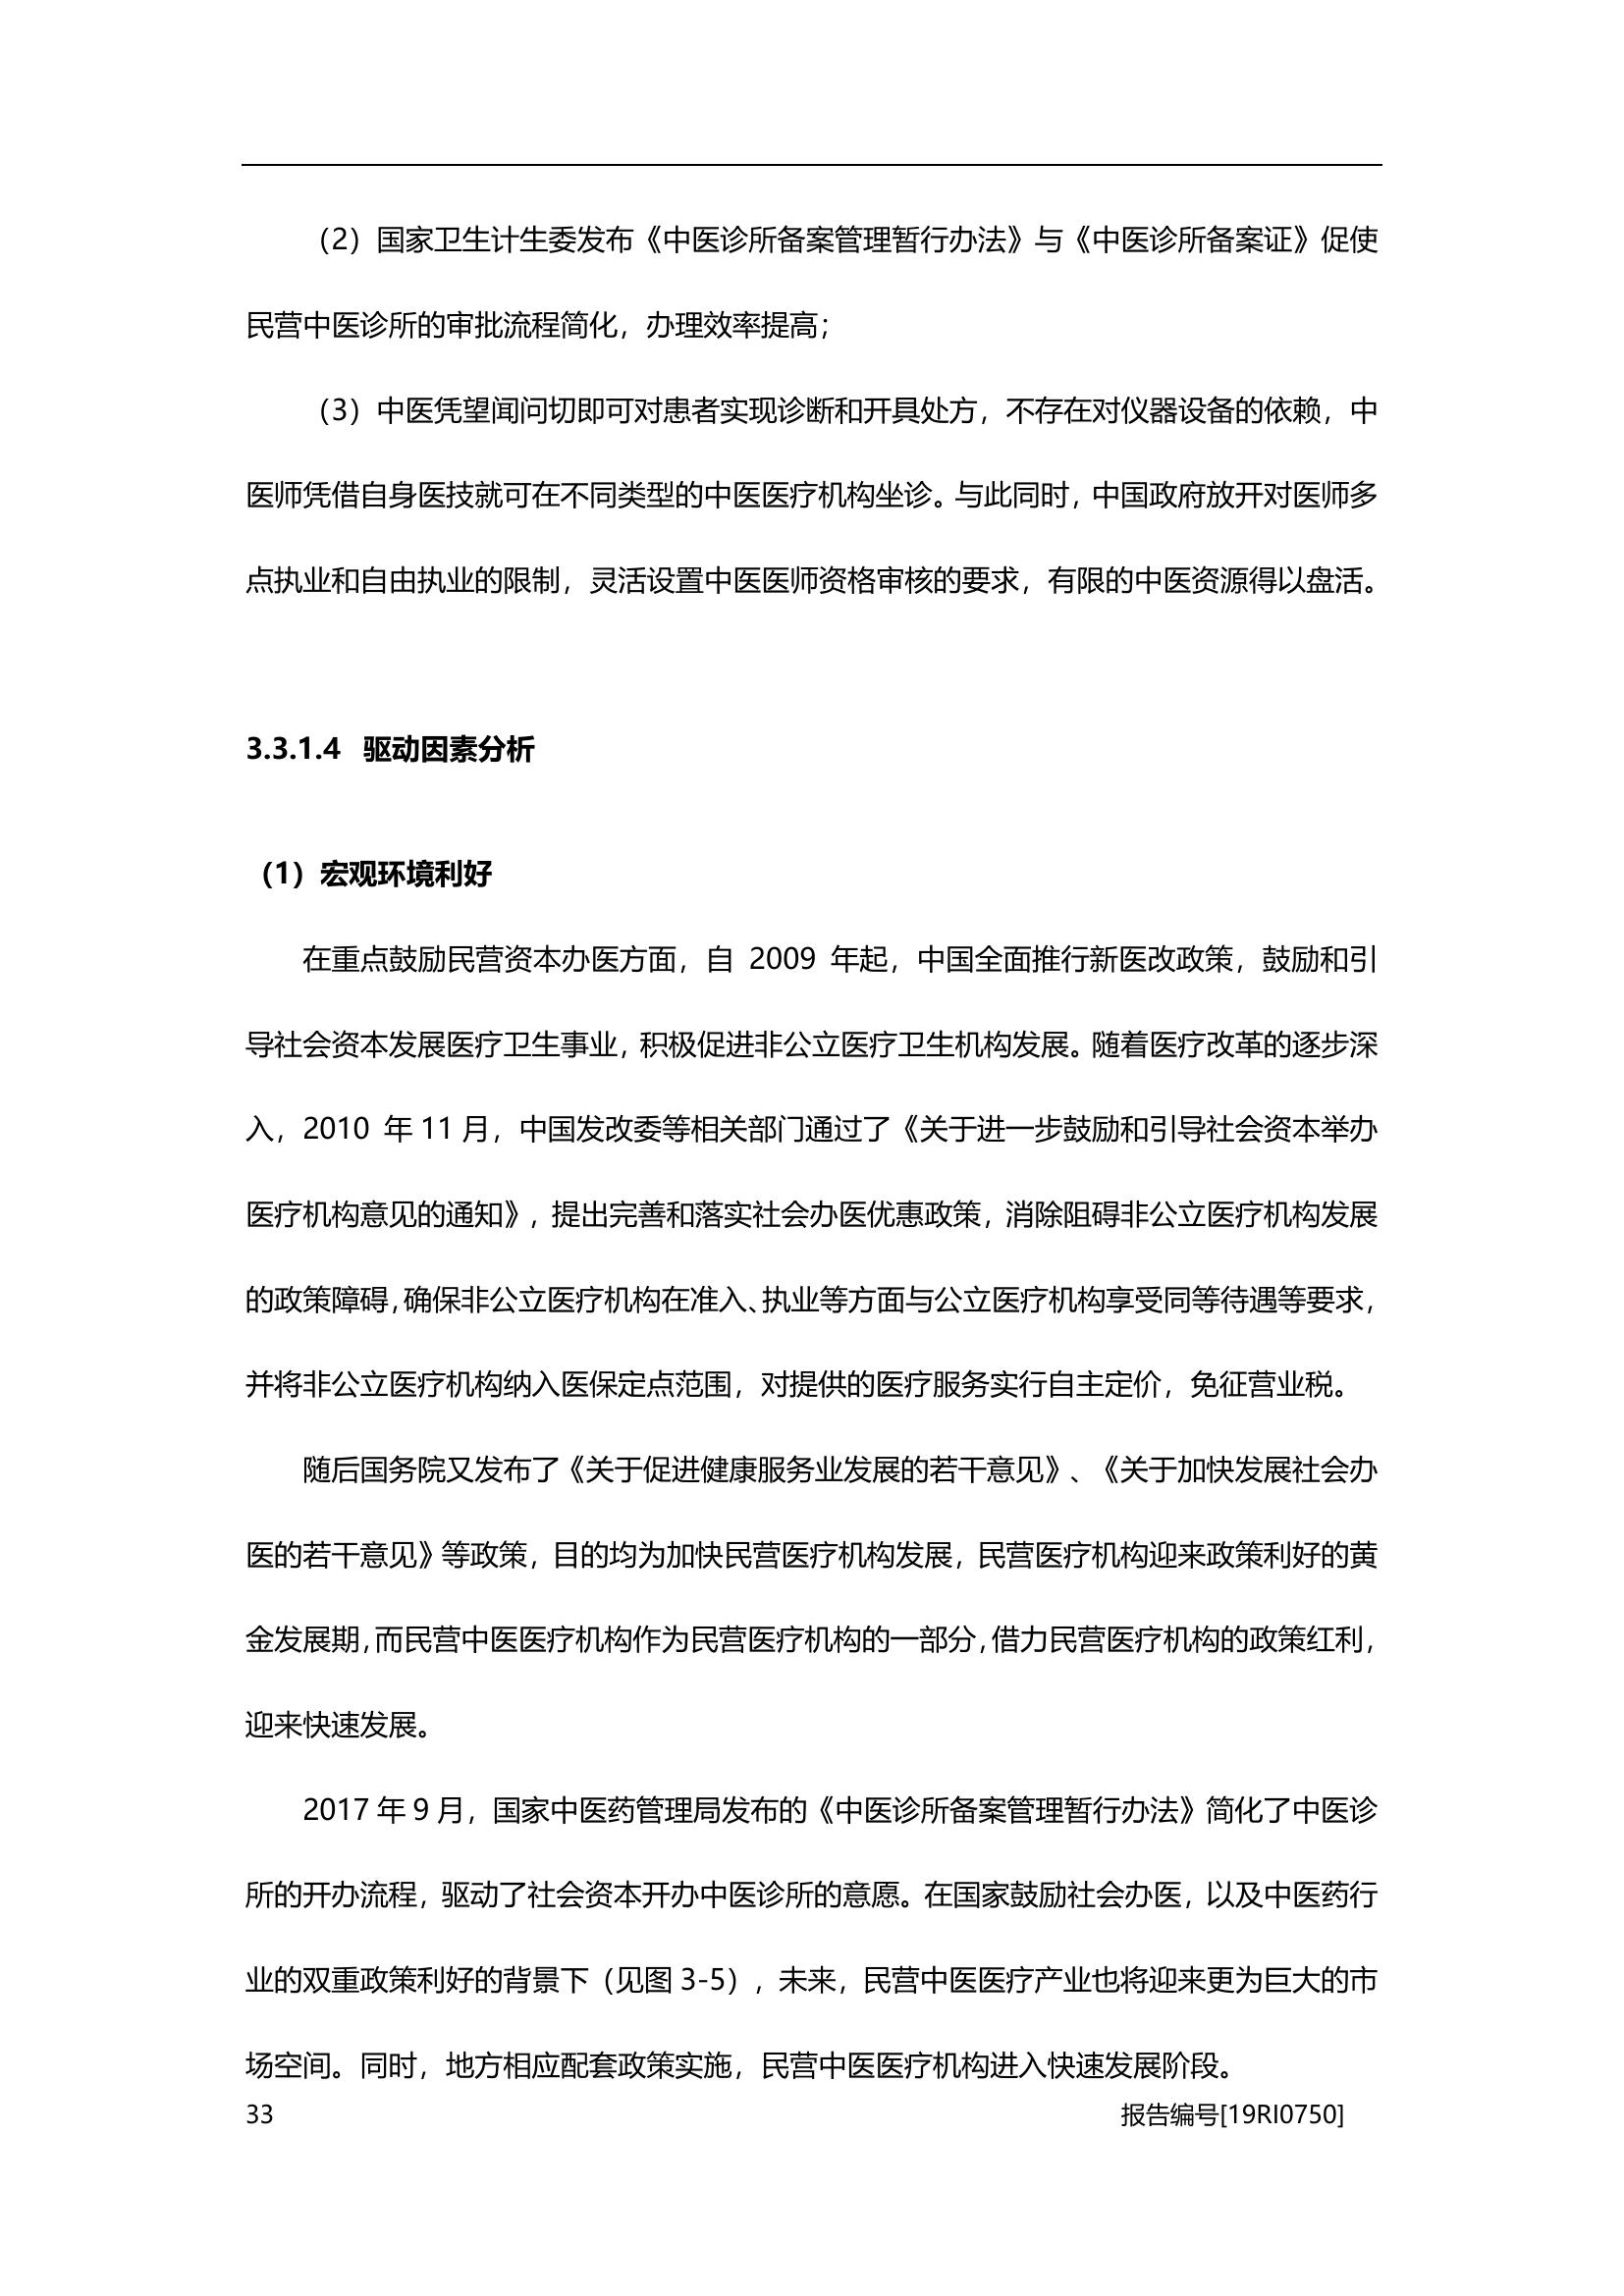 （2）国家卫生计生委发布《中医诊所备案管理暂行办法》与《中医诊所备案证》促使
民营中医诊所的审批流程简化，办理效率提高；
（3）中医凭望闻问切即可对患者实现诊断和开具处方，不存在对仪器设备的依赖，中
医师凭借自身医技就可在不同类型的中医医疗机构坐诊。与此同时，中国政府放开对医师多
点执业和自由执业的限制，灵活设置中医医师资格审核的要求，有限的中医资源得以盘活。
3.3.1.4 驱动因素分析
（1）宏观环境利好
在重点鼓励民营资本办医方面，自 2009 年起，中国全面推行新医改政策，鼓励和引
导社会资本发展医疗卫生事业，积极促进非公立医疗卫生机构发展。随着医疗改革的逐步深
入，2010 年 11 月，中国发改委等相关部门通过了《关于进一步鼓励和引导社会资本举办
医疗机构意见的通知》，提出完善和落实社会办医优惠政策，消除阻碍非公立医疗机构发展
的政策障碍，确保非公立医疗机构在准入、执业等方面与公立医疗机构享受同等待遇等要求，
并将非公立医疗机构纳入医保定点范围，对提供的医疗服务实行自主定价，免征营业税。
随后国务院又发布了《关于促进健康服务业发展的若干意见》、《关于加快发展社会办
医的若干意见》等政策，目的均为加快民营医疗机构发展，民营医疗机构迎来政策利好的黄
金发展期，而民营中医医疗机构作为民营医疗机构的一部分，借力民营医疗机构的政策红利，
迎来快速发展。
2017 年 9 月，国家中医药管理局发布的《中医诊所备案管理暂行办法》简化了中医诊
所的开办流程，驱动了社会资本开办中医诊所的意愿。在国家鼓励社会办医，以及中医药行
业的双重政策利好的背景下（见图 3-5），未来，民营中医医疗产业也将迎来更为巨大的市
场空间。同时，地方相应配套政策实施，民营中医医疗机构进入快速发展阶段。
33 报告编号[19RI0750]